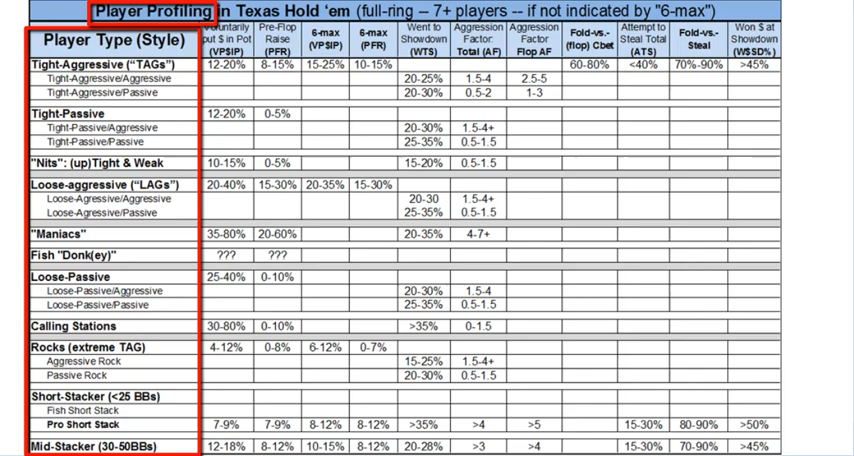 Player Profiling in Texas Hold 'em (full-ring -- 7+ players -- if not indicated by "6-max")
Player Type (Style) Voluntarily put $ in Pot (VP$IP) Pre-Flop Raise (PFR) 6-max (VP$IP) 6-max (PFR) Went to Showdown (WTS) Aggression Factor: Total (AF) Aggression Factor Flop AF Fold-vs.- (flop) Cbet Attempt to Steal Total (ATS) Fold-vs.- Steal Won $ at Showdown (W$SD%)
Tight-Aggressive ("TAGs") 12-20% 8-15% 15-25% 10-15% 60-80% <40% 70%-90% >45%
Tight-Aggressive/Aggressive 20-25% 1.5-4 2.5-5
Tight-Aggressive/Passive 20-30% 0.5-2 1-3
Tight-Passive 12-20% 0-5%
Tight-Passive/Aggressive 20-30% 1.5-4+
Tight-Passive/Passive 25-35% 0.5-1.5
"Nits": (up)Tight & Weak 10-15% 0-5% 15-20% 0.5-1.5
Loose-aggressive ("LAGs") 20-40% 15-30% 20-35% 15-30%
Loose-Agressive/Aggressive 20-30 1.5-4+
Loose-Agressive/Passive 25-35% 0.5-1.5
"Maniacs" 35-80% 20-60% 20-35% 4-7+
Fish "Donk(ey)" ??? ???
Loose-Passive 25-40% 0-10%
Loose-Passive/Aggressive 20-30% 1.5-4
Loose-Passive/Passive 25-35% 0.5-1.5
Calling Stations 30-80% 0-10% >35% 0-1.5
Rocks (extreme TAG) 4-12% 0-8% 6-12% 0-7%
Aggressive Rock 15-25% 1.5-4+
Passive Rock 20-30% 0.5-1.5
Short-Stacker (<25 BBs)
Fish Short Stack
Pro Short Stack 7-9% 7-9% 8-12% 8-12% >35% >4 >5 15-30% 80-90% >50%
Mid-Stacker (30-50BBs) 12-18% 8-12% 10-15% 8-12% 20-28% >3 >4 15-30% 70-90% >45%